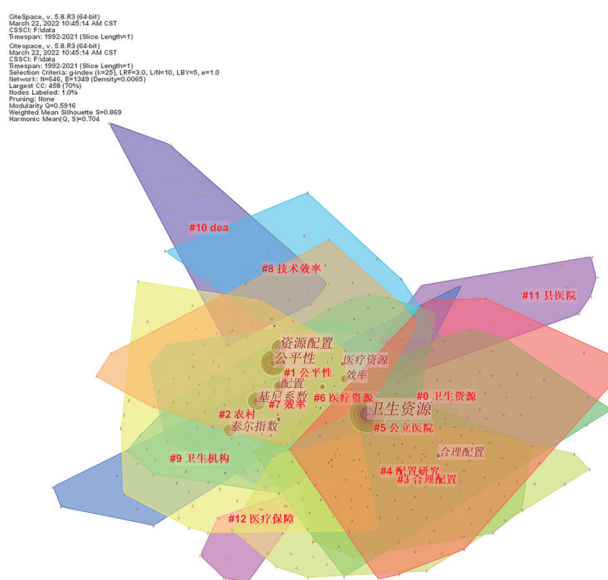 CiteSpace, v. 5.8.R3 (64-bit)
March 22, 2022 10:45:14 AM CST
CSSCI: F:\data
Timespan: 1992-2021 (Slice Length=1)
Citespace, v. 5.8.R3 (64-bit)
March 22, 2022 10:45:14 AM CST
CSSCI: F:\data
Timespan: 1992-2021 (Slice Length=1)
Selection Criteria: g-index (k=25), LRF=3.0, L/N=10, LBY=5, e=1.0
Network: N=646, E=1349 (Density=0.0065)
Largest CC: 458 (70%)
Nodes Labeled: 1.0%
Pruning: None
Modularity Q=0.5916
Weighted Mean Silhouette S=0.869
Harmonic Mean(Q, S)=0.704
#10 dea
#8 技术效率
#11 县医院
资源配置
公平性
医疗资源
#1 公平性
效率
配置
基尼系数
#6 医疗资源
#0 卫生资源
#7 效率
卫生资源
#2 农村
泰尔指数
#5 公立医院
合理配置
#9 卫生机构
#4 配置研究
#3 合理配置
#12 医疗保障